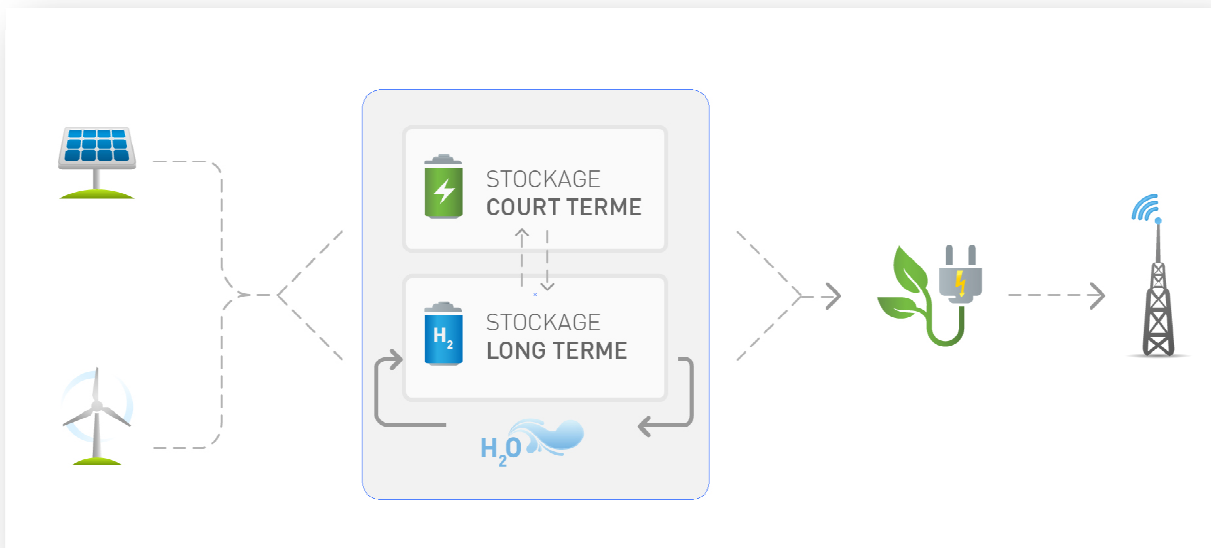 STOCKAGE
COURT TERME
H2
STOCKAGE
LONG TERME
H2O